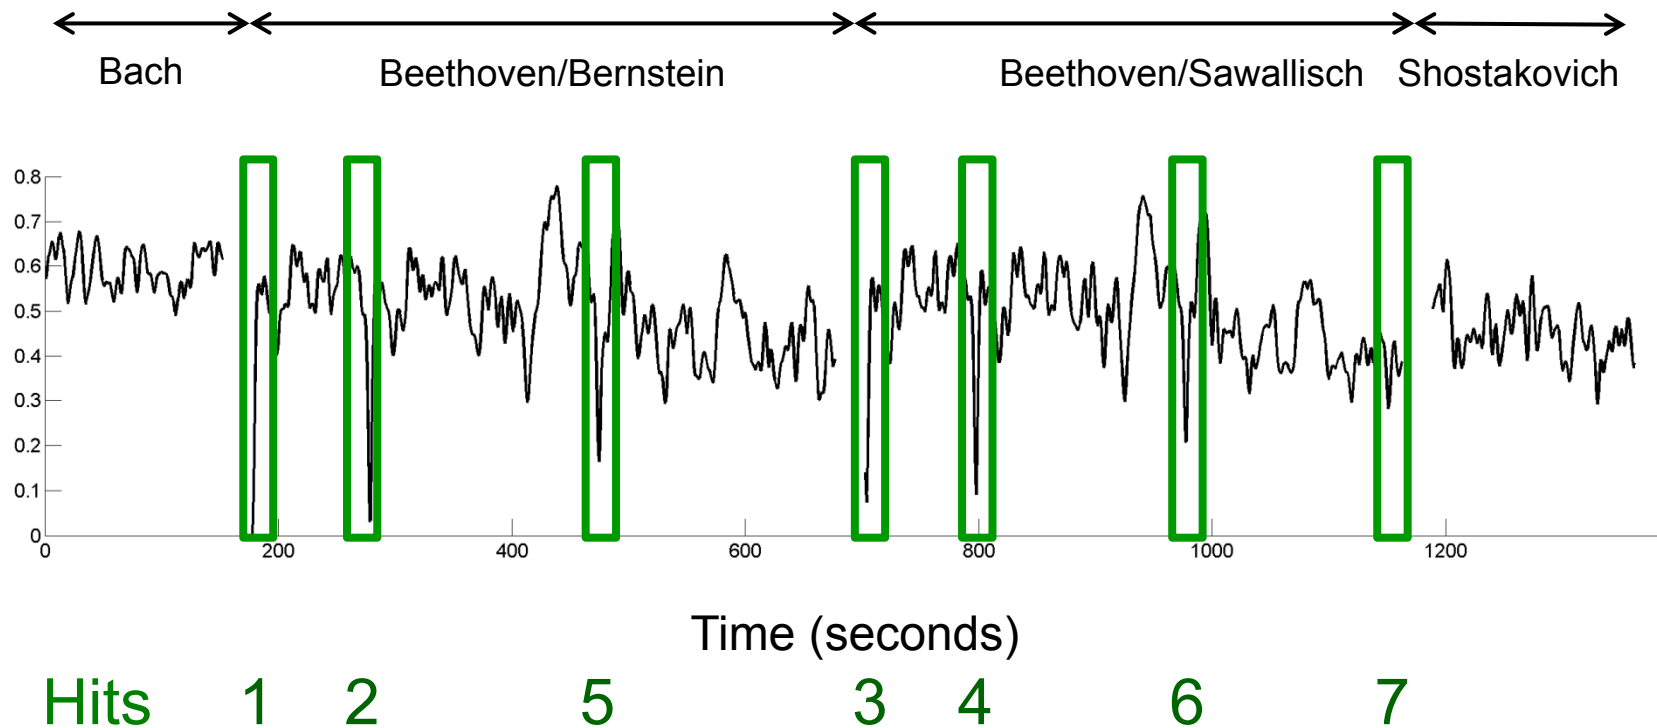 Bach Beethoven/Bernstein Beethoven/Sawallisch Shostakovich
0.8
0.7
0.6
0.5
0.4
0.3
0.2
0.1
0
0 200 400 600 800 1000 1200
Time (seconds)
Hits 1 2 5 3 4 6 7